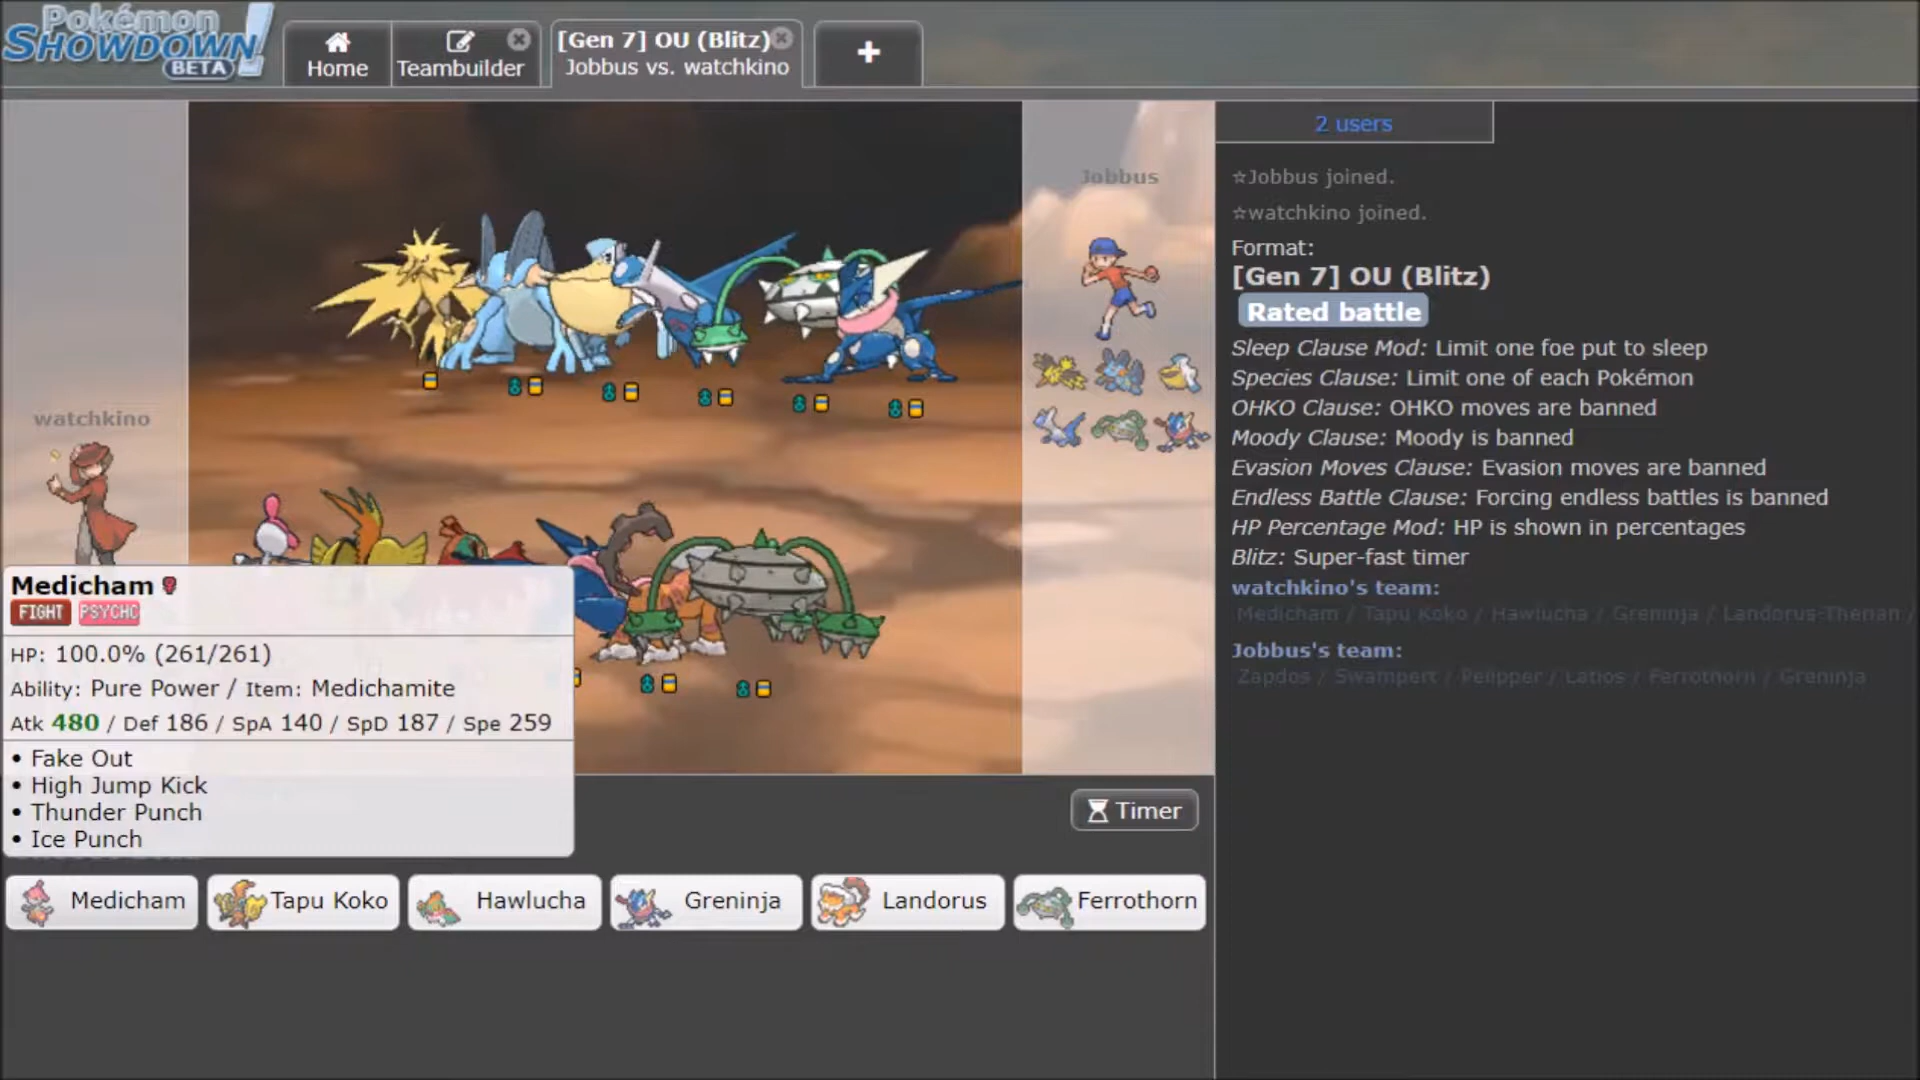 Pokémon
SHOWDOWN!
BETA
Home
Teambuilder
[Gen 7] OU (Blitz)
Jobbus vs. watchkino
+
watchkino
Jobbus
2 users
☆Jobbus joined.
☆watchkino joined.
Format:
[Gen 7] OU (Blitz)
Rated battle
Sleep Clause Mod: Limit one foe put to sleep
Species Clause: Limit one of each Pokémon
OHKO Clause: OHKO moves are banned
Moody Clause: Moody is banned
Evasion Moves Clause: Evasion moves are banned
Endless Battle Clause: Forcing endless battles is banned
HP Percentage Mod: HP is shown in percentages
Blitz: Super-fast timer
watchkino's team:
Medicham / Tapu Koko / Hawlucha / Greninja / Landorus-Therian /
Jobbus's team:
Zapdos / Swampert / Pelipper / Latios / Ferrothorn / Greninja
Medicham
FIGHT PSYCHC
HP: 100.0% (261/261)
Ability: Pure Power / Item: Medichamite
Atk 480 / Def 186 / SpA 140 / SpD 187 / Spe 259
• Fake Out
• High Jump Kick
• Thunder Punch
• Ice Punch
Timer
Medicham
Tapu Koko
Hawlucha
Greninja
Landorus
Ferrothorn